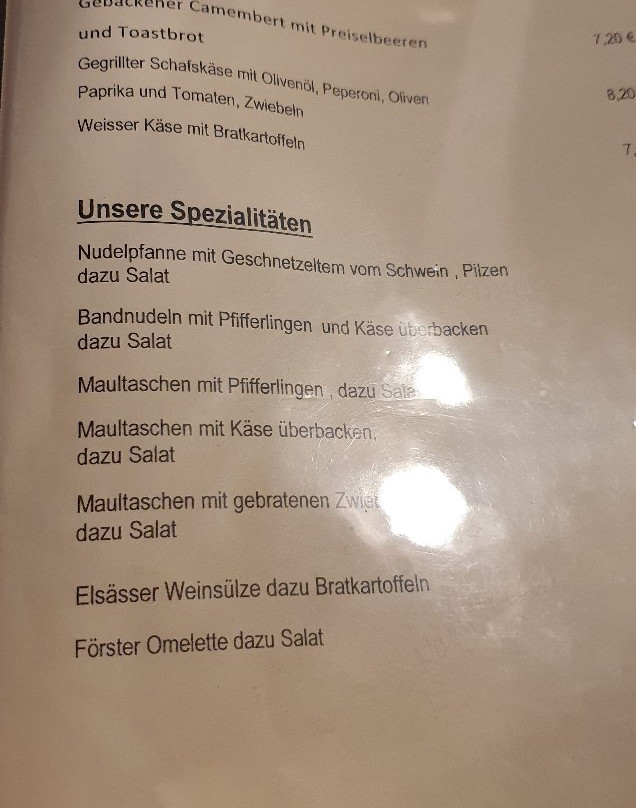 Gebackener Camembert mit Preiselbeeren
und Toastbrot 7,20 €
Gegrillter Schafskäse mit Olivenöl, Peperoni, Oliven
Paprika und Tomaten, Zwiebeln 8,20
Weisser Käse mit Bratkartoffeln 7,
Unsere Spezialitäten
Nudelpfanne mit Geschnetzeltem vom Schwein , Pilzen
dazu Salat
Bandnudeln mit Pfifferlingen und Käse überbacken
dazu Salat
Maultaschen mit Pfifferlingen , dazu Sala
Maultaschen mit Käse überbacken,
dazu Salat
Maultaschen mit gebratenen
dazu Salat
Elsässer Weinsülze dazu Bratkartoffeln
Förster Omelette dazu Salat